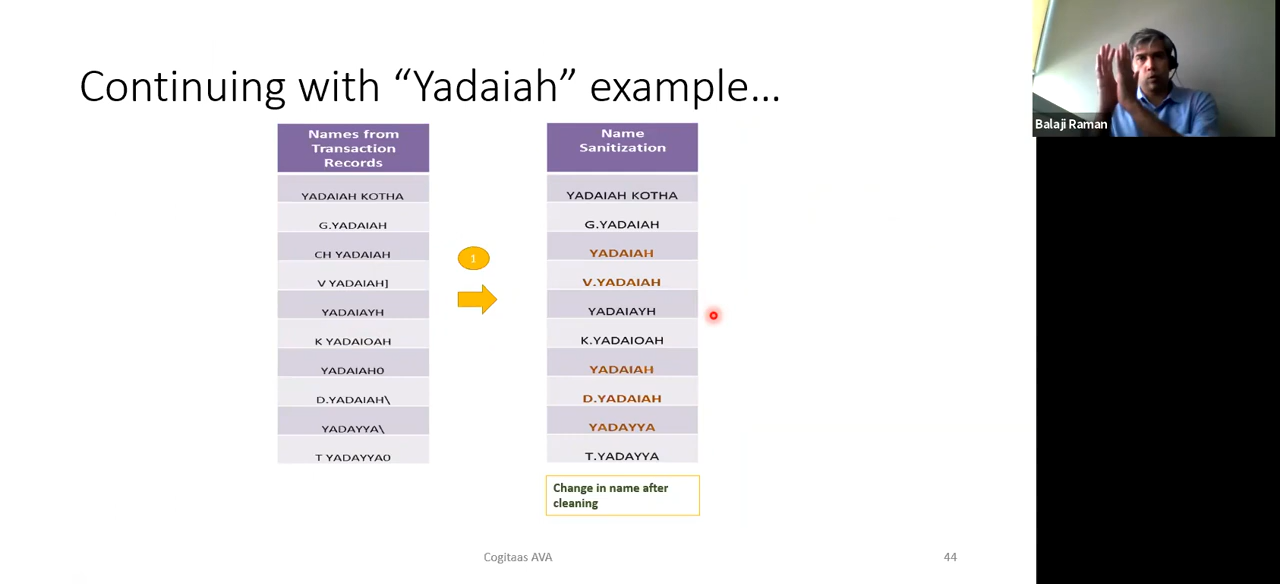 Continuing with “Yadaiah” example...
Balaji Raman
Names from
Transaction
Records
YADAIAH KOTHA
G.YADAIAH
CH YADAIAH
V YADAIAH]
YADAIAYH
K YADAIOAH
YADAIAH0
D.YADAIAH\
YADAYYA\
T YADAYYA0
1
Name
Sanitization
YADAIAH KOTHA
G.YADAIAH
YADAIAH
V.YADAIAH
YADAIAYH
K.YADAIOAH
YADAIAH
D.YADAIAH
YADAYYA
T.YADAYYA
Change in name after
cleaning
Cogitaas AVA
44